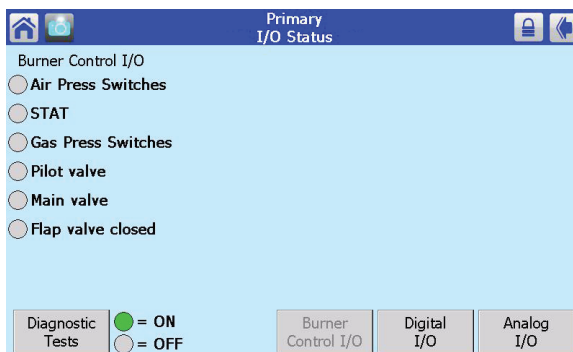 Primary
I/O Status
Burner Control I/O
Air Press Switches
STAT
Gas Press Switches
Pilot valve
Main valve
Flap valve closed
Diagnostic
Tests
= ON
= OFF
Burner
Control I/O
Digital
I/O
Analog
I/O